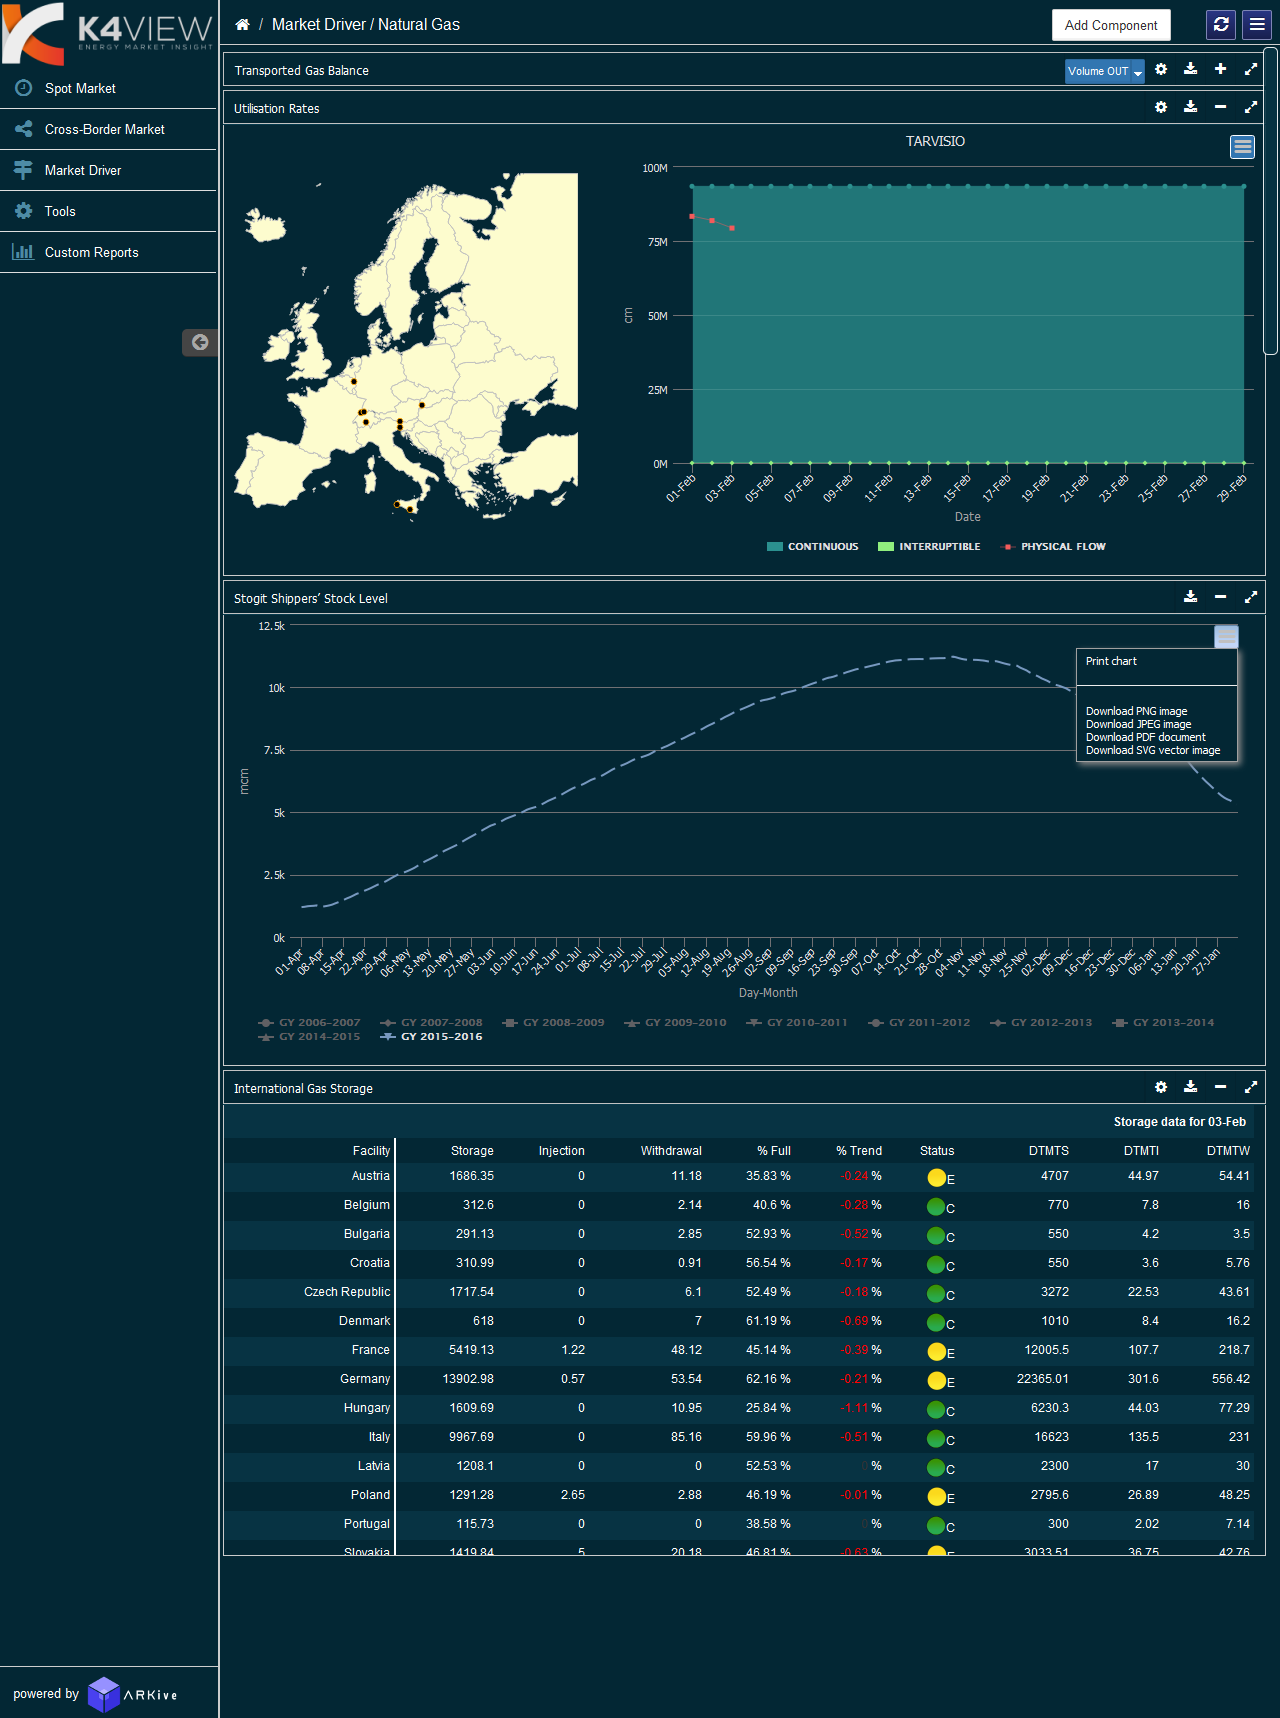 K4VIEW
ENERGY MARKET INSIGHT
Spot Market
Cross-Border Market
Market Driver
Tools
Custom Reports
powered by ARKive
/ Market Driver / Natural Gas
Add Component
Transported Gas Balance
Volume OUT
Utilisation Rates
TARVISIO
100M
75M
50M
25M
0M
cm
01-Feb 03-Feb 05-Feb 07-Feb 09-Feb 11-Feb 13-Feb 15-Feb 17-Feb 19-Feb 21-Feb 23-Feb 25-Feb 27-Feb 29-Feb
Date
CONTINUOUS INTERRUPTIBLE PHYSICAL FLOW
Stogit Shippers’ Stock Level
12.5k
10k
7.5k
5k
2.5k
0k
mcm
Print chart
Download PNG image
Download JPEG image
Download PDF document
Download SVG vector image
01-Apr 08-Apr 15-Apr 22-Apr 29-Apr 06-May 13-May 20-May 27-May 03-Jun 10-Jun 17-Jun 24-Jun 01-Jul 08-Jul 15-Jul 22-Jul 29-Jul 05-Aug 12-Aug 19-Aug 26-Aug 02-Sep 09-Sep 16-Sep 23-Sep 30-Sep 07-Oct 14-Oct 21-Oct 28-Oct 04-Nov 11-Nov 18-Nov 25-Nov 02-Dec 09-Dec 16-Dec 23-Dec 30-Dec 06-Jan 13-Jan 20-Jan 27-Jan
Day-Month
GY 2006-2007 GY 2007-2008 GY 2008-2009 GY 2009-2010 GY 2010-2011 GY 2011-2012 GY 2012-2013 GY 2013-2014
GY 2014-2015 GY 2015-2016
International Gas Storage
Storage data for 03-Feb
Facility Storage Injection Withdrawal % Full % Trend Status DTMTS DTMTI DTMTW
Austria 1686.35 0 11.18 35.83 % -0.24 % E 4707 44.97 54.41
Belgium 312.6 0 2.14 40.6 % -0.28 % C 770 7.8 16
Bulgaria 291.13 0 2.85 52.93 % -0.52 % C 550 4.2 3.5
Croatia 310.99 0 0.91 56.54 % -0.17 % C 550 3.6 5.76
Czech Republic 1717.54 0 6.1 52.49 % -0.18 % C 3272 22.53 43.61
Denmark 618 0 7 61.19 % -0.69 % C 1010 8.4 16.2
France 5419.13 1.22 48.12 45.14 % -0.39 % E 12005.5 107.7 218.7
Germany 13902.98 0.57 53.54 62.16 % -0.21 % E 22365.01 301.6 556.42
Hungary 1609.69 0 10.95 25.84 % -1.11 % C 6230.3 44.03 77.29
Italy 9967.69 0 85.16 59.96 % -0.51 % C 16623 135.5 231
Latvia 1208.1 0 0 52.53 % 0 % C 2300 17 30
Poland 1291.28 2.65 2.88 46.19 % -0.01 % E 2795.6 26.89 48.25
Portugal 115.73 0 0 38.58 % 0 % C 300 2.02 7.14
Slovakia 1419.84 5 20.18 46.81 % -0.63 % E 3033.51 36.75 42.76